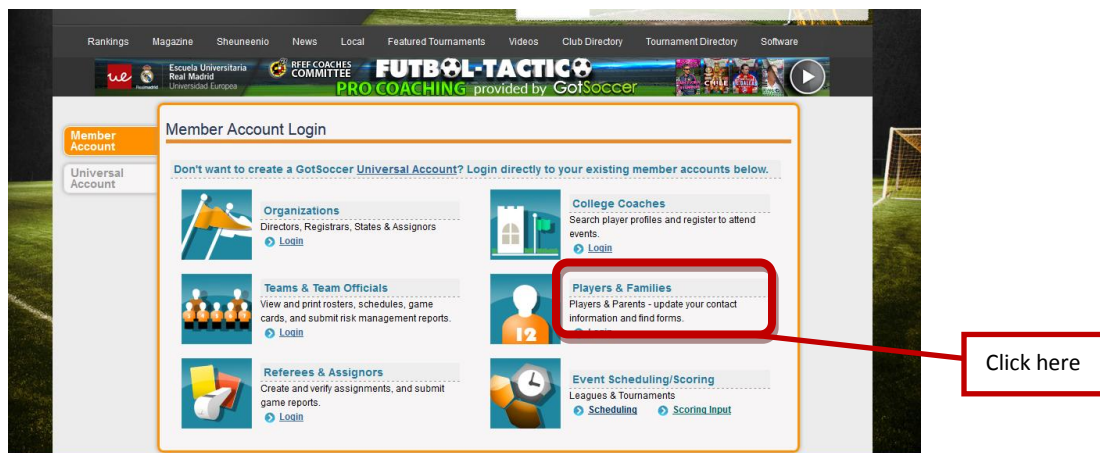 Rankings Magazine Sheuneenio News Local Featured Tournaments Videos Club Directory Tournament Directory Software
ue
Escuela Universitaria
Real Madrid
Universidad Europea
RFEF COACHES
COMMITTEE
FUTBOL-TACTICO
PRO COACHING provided by GotSoccer
CHILE
Member Account
Universal Account
Member Account Login
Don't want to create a GotSoccer Universal Account? Login directly to your existing member accounts below.
Organizations
Directors, Registrars, States & Assignors
Login
College Coaches
Search player profiles and register to attend
events.
Login
Teams & Team Officials
View and print rosters, schedules, game
cards, and submit risk management reports.
Login
12
Players & Families
Players & Parents - update your contact
information and find forms.
Click here
Referees & Assignors
Create and verify assignments, and submit
game reports.
Login
Event Scheduling/Scoring
Leagues & Tournaments
Scheduling Scoring Input